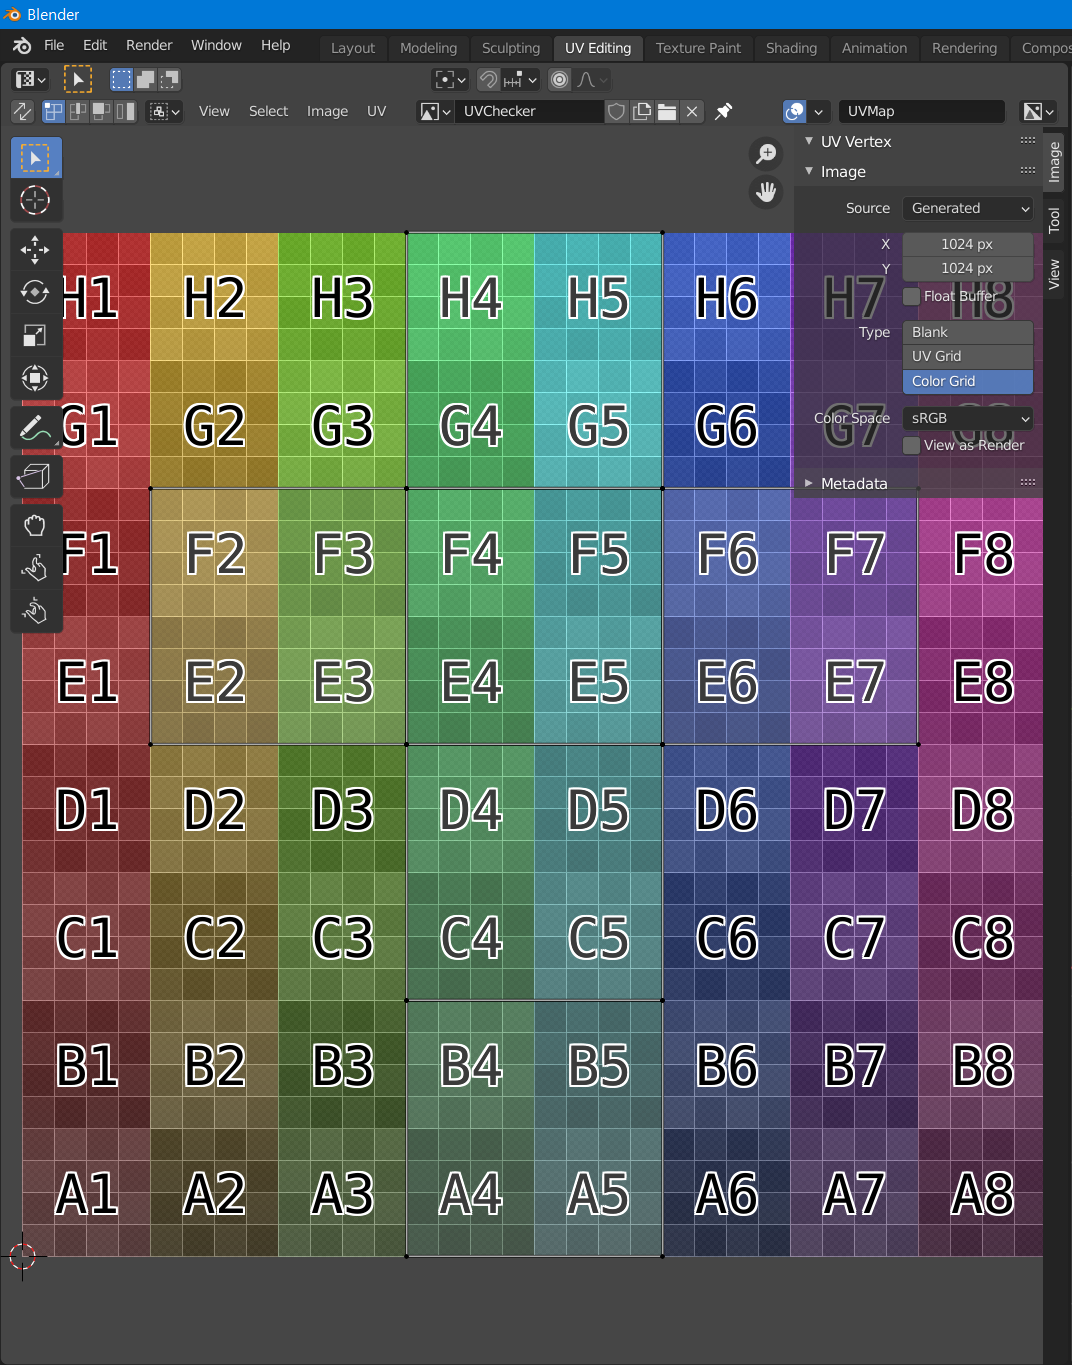 Blender
File Edit Render Window Help Layout Modeling Sculpting UV Editing Texture Paint Shading Animation Rendering Compos
View Select Image UV UVChecker UVMap
UV Vertex
Image
Source Generated
X 1024 px
Y 1024 px
Float Buffer
Type Blank
UV Grid
Color Grid
Color Space sRGB
View as Render
Metadata
Image
Tool
View
H1 H2 H3 H4 H5 H6 H7 H8
G1 G2 G3 G4 G5 G6 G7 G8
F1 F2 F3 F4 F5 F6 F7 F8
E1 E2 E3 E4 E5 E6 E7 E8
D1 D2 D3 D4 D5 D6 D7 D8
C1 C2 C3 C4 C5 C6 C7 C8
B1 B2 B3 B4 B5 B6 B7 B8
A1 A2 A3 A4 A5 A6 A7 A8